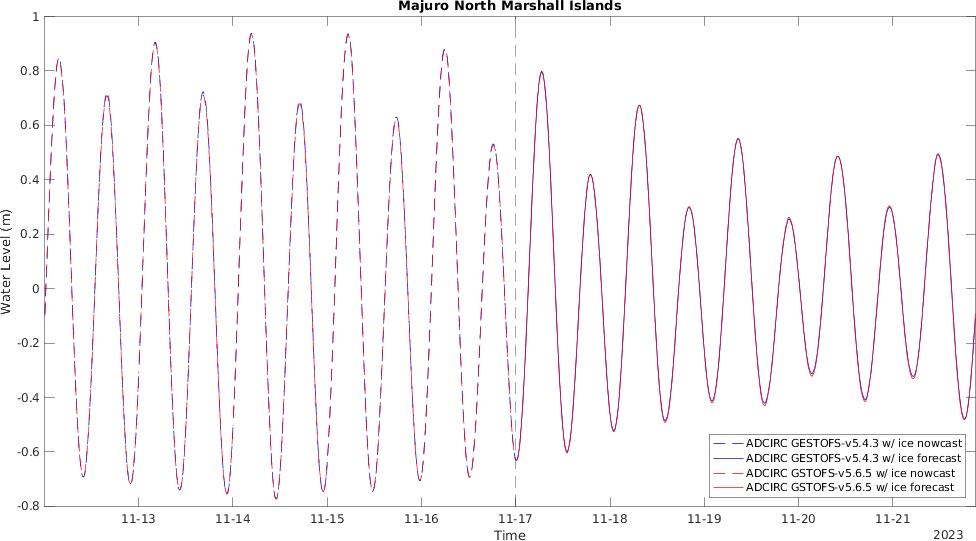 Majuro North Marshall Islands
1
0.8
0.6
0.4
0.2
0
-0.2
-0.4
-0.6
-0.8
Water Level (m)
ADCIRC GESTOFS-v5.4.3 w/ ice nowcast
ADCIRC GESTOFS-v5.4.3 w/ ice forecast
ADCIRC GSTOFS-v5.6.5 w/ ice nowcast
ADCIRC GSTOFS-v5.6.5 w/ ice forecast
11-13 11-14 11-15 11-16 11-17 11-18 11-19 11-20 11-21
Time
2023